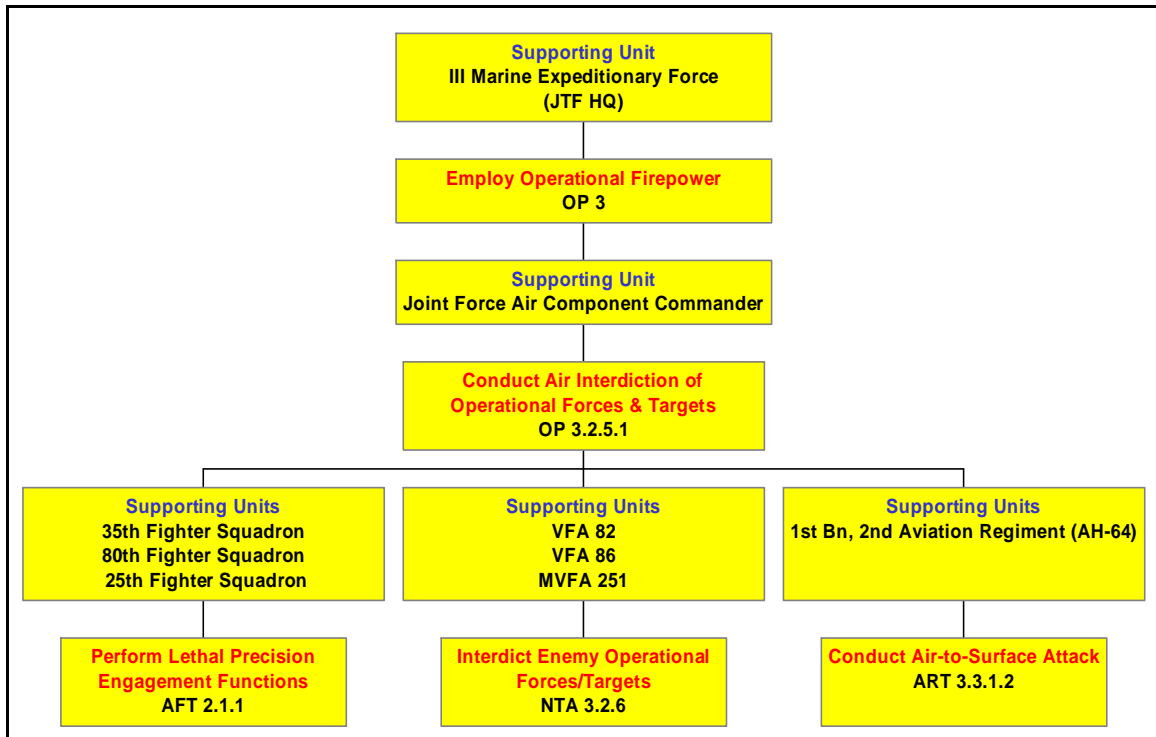 Supporting Unit
III Marine Expeditionary Force
(JTF HQ)
Employ Operational Firepower
OP 3
Supporting Unit
Joint Force Air Component Commander
Conduct Air Interdiction of
Operational Forces & Targets
OP 3.2.5.1
Supporting Units
35th Fighter Squadron
80th Fighter Squadron
25th Fighter Squadron
Supporting Units
VFA 82
VFA 86
MVFA 251
Supporting Units
1st Bn, 2nd Aviation Regiment (AH-64)
Perform Lethal Precision
Engagement Functions
AFT 2.1.1
Interdict Enemy Operational
Forces/Targets
NTA 3.2.6
Conduct Air-to-Surface Attack
ART 3.3.1.2